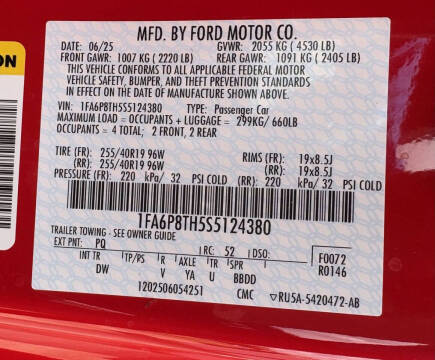 ON
MFD. BY FORD MOTOR CO.
DATE: 06/25 GVWR: 2055 KG ( 4530 LB)
FRONT GAWR: 1007 KG ( 2220 LB) REAR GAWR: 1091 KG ( 2405 LB)
THIS VEHICLE CONFORMS TO ALL APPLICABLE FEDERAL MOTOR
VEHICLE SAFETY, BUMPER, AND THEFT PREVENTION STANDARDS
IN EFFECT ON THE DATE OF MANUFACTURE SHOWN ABOVE.
VIN: 1FA6P8TH5S5124380 TYPE: Passenger Car
MAXIMUM LOAD = OCCUPANTS + LUGGAGE = 299KG/ 660LB
OCCUPANTS = 4 TOTAL; 2 FRONT, 2 REAR
TIRE (FR): 255/40R19 96W RIMS (FR): 19x8.5J
(RR): 255/40R19 96W (RR): 19x8.5J
PRESSURE (FR): 220 kPa/ 32 PSI COLD (RR): 220 kPa/32 PSI COLD
1FA6P8TH5S5124380
TRAILER TOWING - SEE OWNER GUIDE
EXT PNT: PQ RC: 52 DSO: F0072
INT TR TP/PS R AXLE TR SPR R0146
DW V YA U BBDD
1202506054251 CMC ▽RU5A-5420472-AB